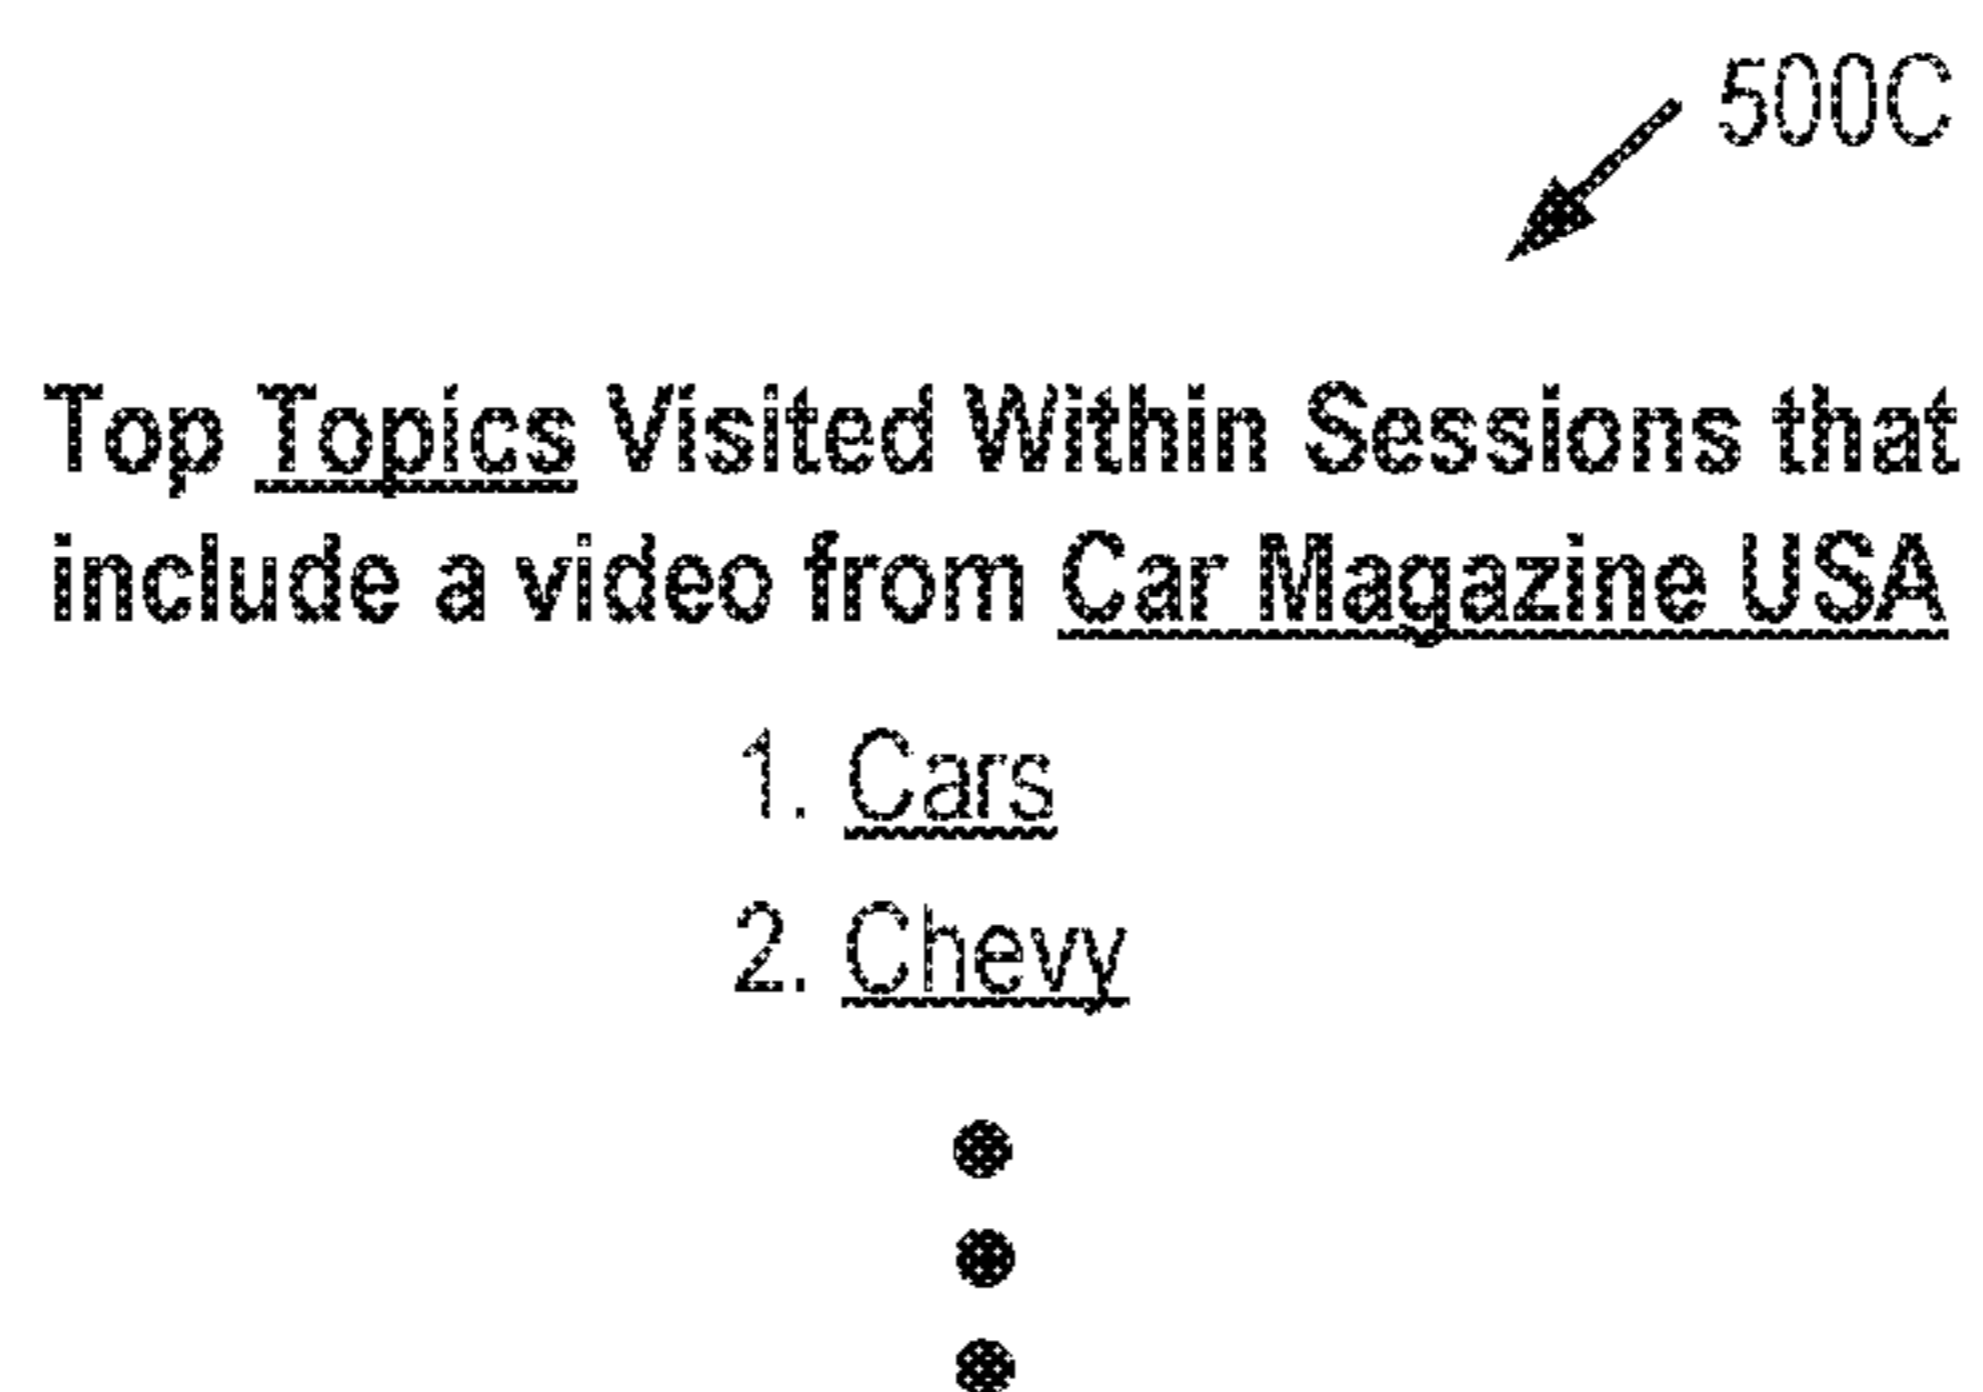 500C
Top Topics Visited Within Sessions that
include a video from Car Magazine USA
1. Cars
2. Chevy